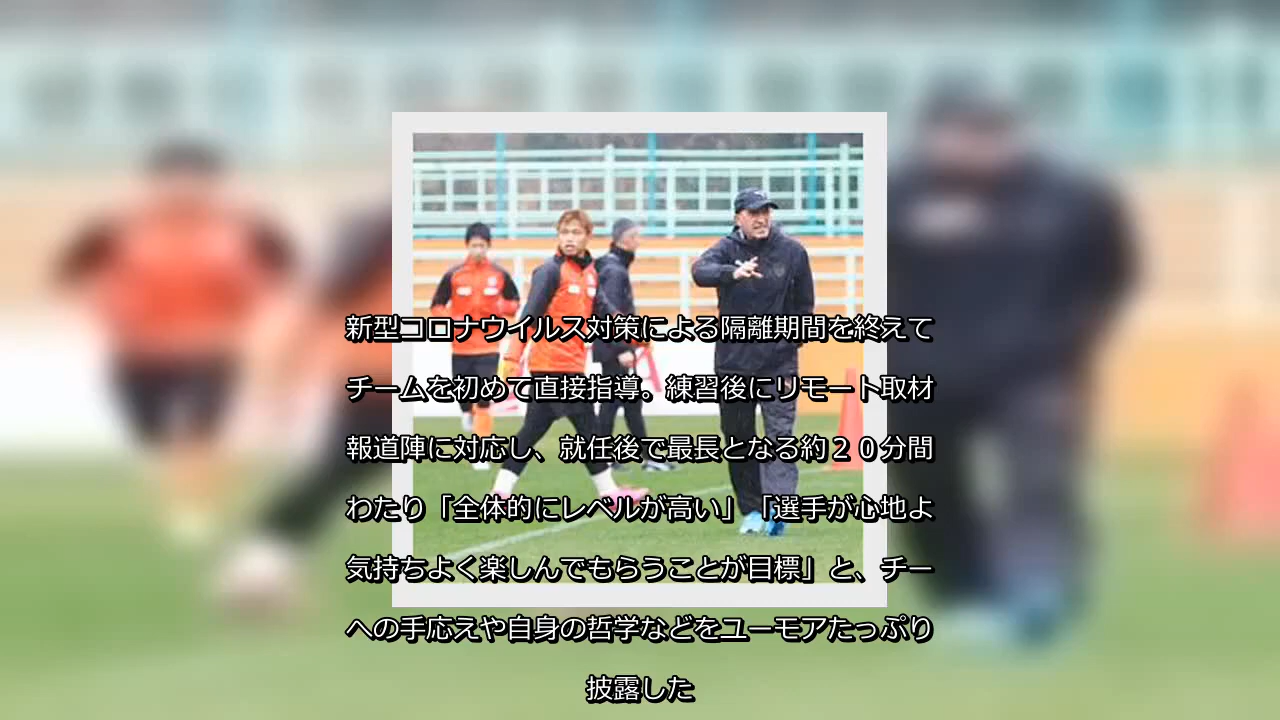 新型コロナウイルス対策による隔離期間を終えて
チームを初めて直接指導。練習後にリモート取材
報道陣に対応し、就任後で最長となる約２０分間
わたり「全体的にレベルが高い」「選手が心地よ
気持ちよく楽しんでもらうことが目標」と、チー
への手応えや自身の哲学などをユーモアたっぷり
披露した